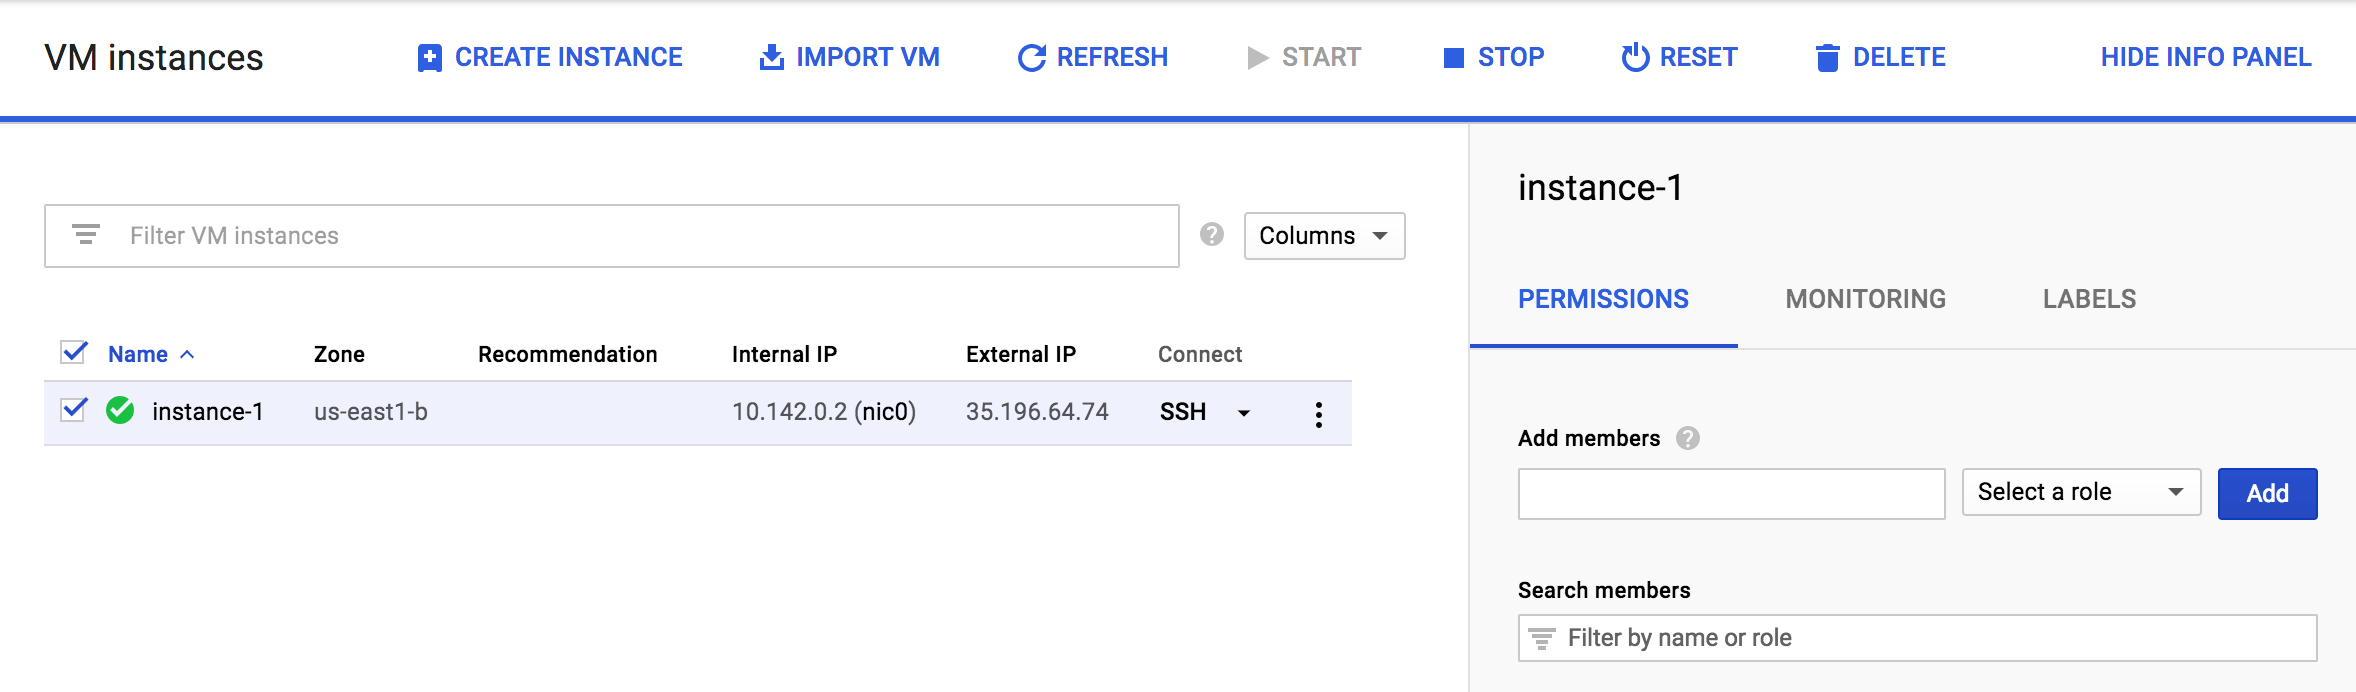 VM instances CREATE INSTANCE IMPORT VM REFRESH START STOP RESET DELETE HIDE INFO PANEL
Filter VM instances ? Columns
Name Zone Recommendation Internal IP External IP Connect
instance-1 us-east1-b 10.142.0.2 (nic0) 35.196.64.74 SSH
instance-1
PERMISSIONS MONITORING LABELS
Add members ?
Select a role Add
Search members
Filter by name or role